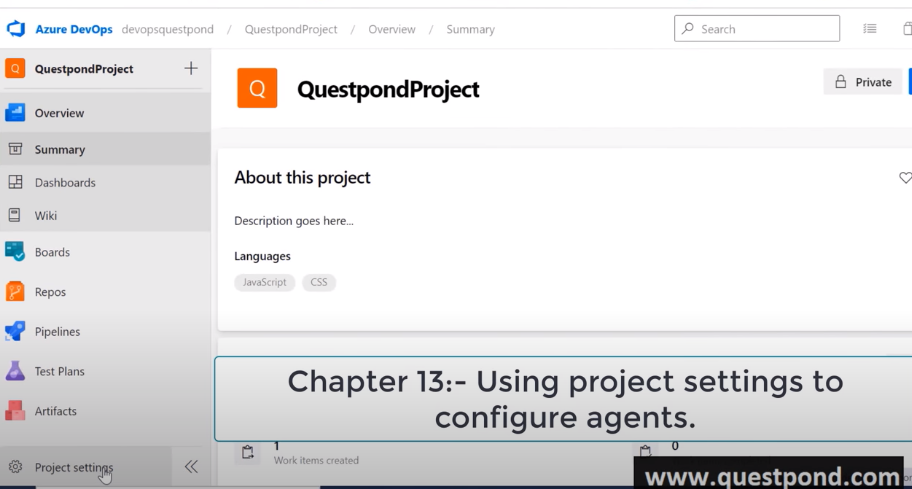 Azure DevOps devopsquestpond / QuestpondProject / Overview / Summary
Search
Q QuestpondProject +
Overview
Summary
Dashboards
Wiki
Boards
Repos
Pipelines
Test Plans
Artifacts
Project settings
Q QuestpondProject
Private
About this project
Description goes here...
Languages
JavaScript CSS
Chapter 13:- Using project settings to
configure agents.
1
Work items created
0
www.questpond.com